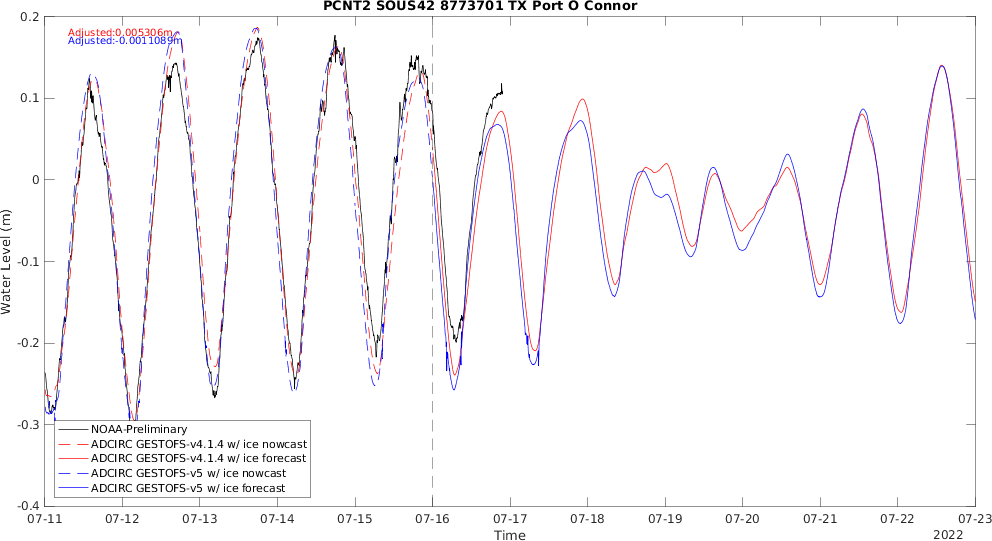 PCNT2 SOUS42 8773701 TX Port O Connor
Adjusted:0.005306m
Adjusted:-0.0011089m
0.2
0.1
0
-0.1
-0.2
-0.3
-0.4
Water Level (m)
NOAA-Preliminary
ADCIRC GESTOFS-v4.1.4 w/ ice nowcast
ADCIRC GESTOFS-v4.1.4 w/ ice forecast
ADCIRC GESTOFS-v5 w/ ice nowcast
ADCIRC GESTOFS-v5 w/ ice forecast
07-11 07-12 07-13 07-14 07-15 07-16 07-17 07-18 07-19 07-20 07-21 07-22 07-23
Time
2022